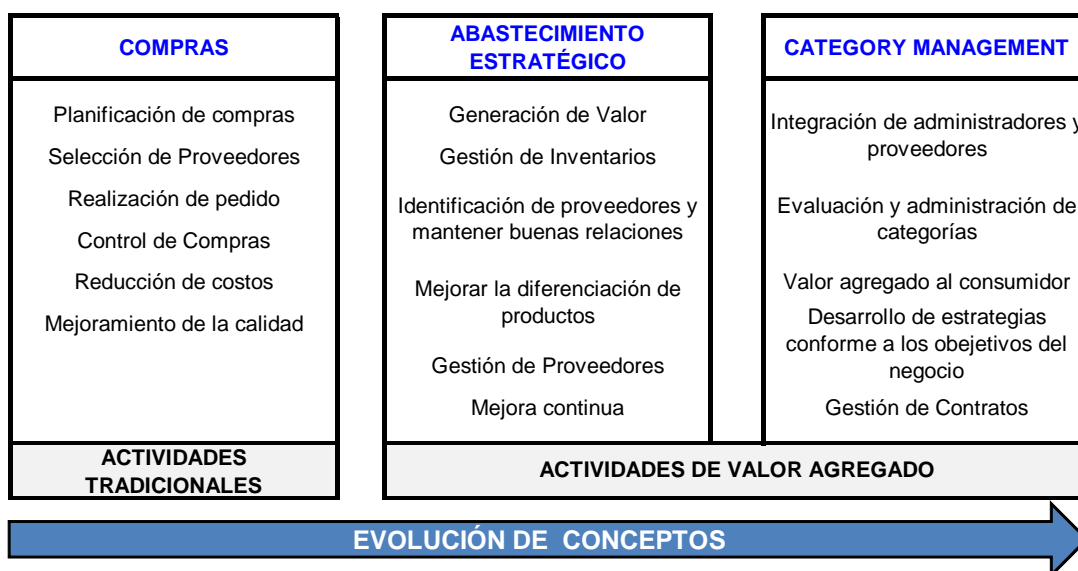 COMPRAS
Planificación de compras
Selección de Proveedores
Realización de pedido
Control de Compras
Reducción de costos
Mejoramiento de la calidad
ACTIVIDADES
TRADICIONALES
ABASTECIMIENTO
ESTRATÉGICO
Generación de Valor
Gestión de Inventarios
Identificación de proveedores y
mantener buenas relaciones
Mejorar la diferenciación de
productos
Gestión de Proveedores
Mejora continua
CATEGORY MANAGEMENT
Integración de administradores y
proveedores
Evaluación y administración de
categorías
Valor agregado al consumidor
Desarrollo de estrategias
conforme a los obejetivos del
negocio
Gestión de Contratos
ACTIVIDADES DE VALOR AGREGADO
EVOLUCIÓN DE CONCEPTOS